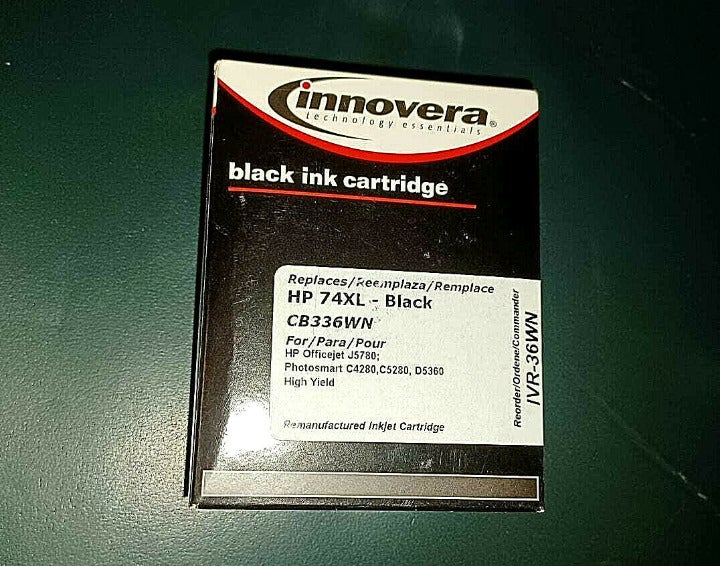 innovera®
technology essentials
black ink cartridge
Replaces/Reemplaza/Remplace
HP 74XL - Black
CB336WN
For/Para/Pour
HP Officejet J5780;
Photosmart C4280,C5280, D5360
High Yield
Remanufactured Inkjet Cartridge
Reorder/Ordene/Commander
IVR-36WN